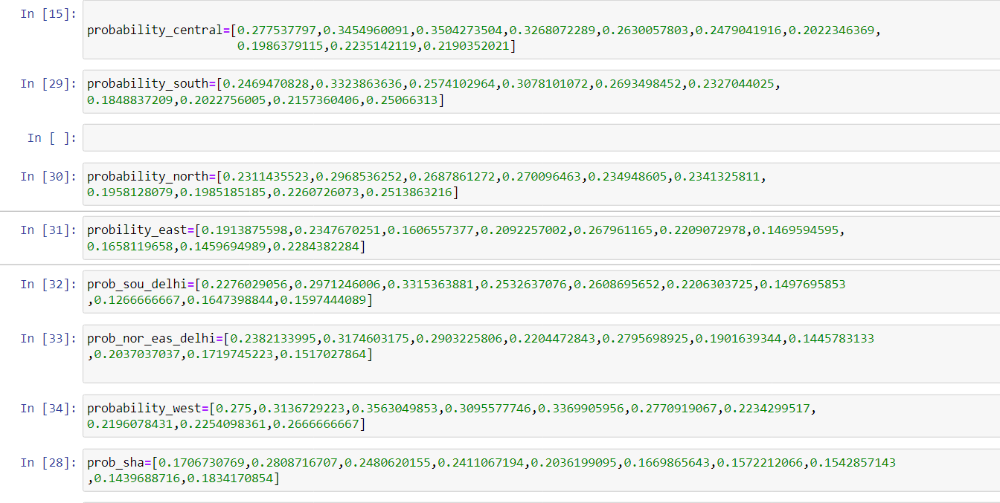 In [15]:
probability_central=[0.277537797,0.3454960091,0.3504273504,0.3268072289,0.2630057803,0.2479041916,0.2022346369,
0.1986379115,0.2235142119,0.2190352021]
In [29]:
probability_south=[0.2469470828,0.3323863636,0.2574102964,0.3078101072,0.2693498452,0.2327044025,
0.1848837209,0.2022756005,0.2157360406,0.25066313]
In [ ]:
In [30]:
probability_north=[0.2311435523,0.2968536252,0.2687861272,0.270096463,0.234948605,0.2341325811,
0.1958128079,0.1985185185,0.2260726073,0.2513863216]
In [31]:
probility_east=[0.1913875598,0.2347670251,0.1606557377,0.2092257002,0.267961165,0.2209072978,0.1469594595,
0.1658119658,0.1459694989,0.2284382284]
In [32]:
prob_sou_delhi=[0.2276029056,0.2971246006,0.3315363881,0.2532637076,0.2608695652,0.2206303725,0.1497695853
,0.1266666667,0.1647398844,0.1597444089]
In [33]:
prob_nor_eas_delhi=[0.2382133995,0.3174603175,0.2903225806,0.2204472843,0.2795698925,0.1901639344,0.1445783133
,0.2037037037,0.1719745223,0.1517027864]
In [34]:
probability_west=[0.275,0.3136729223,0.3563049853,0.3095577746,0.3369905956,0.2770919067,0.2234299517,
0.2196078431,0.2254098361,0.2666666667]
In [28]:
prob_sha=[0.1706730769,0.2808716707,0.2480620155,0.2411067194,0.2036199095,0.1669865643,0.1572212066,0.1542857143
,0.1439688716,0.1834170854]